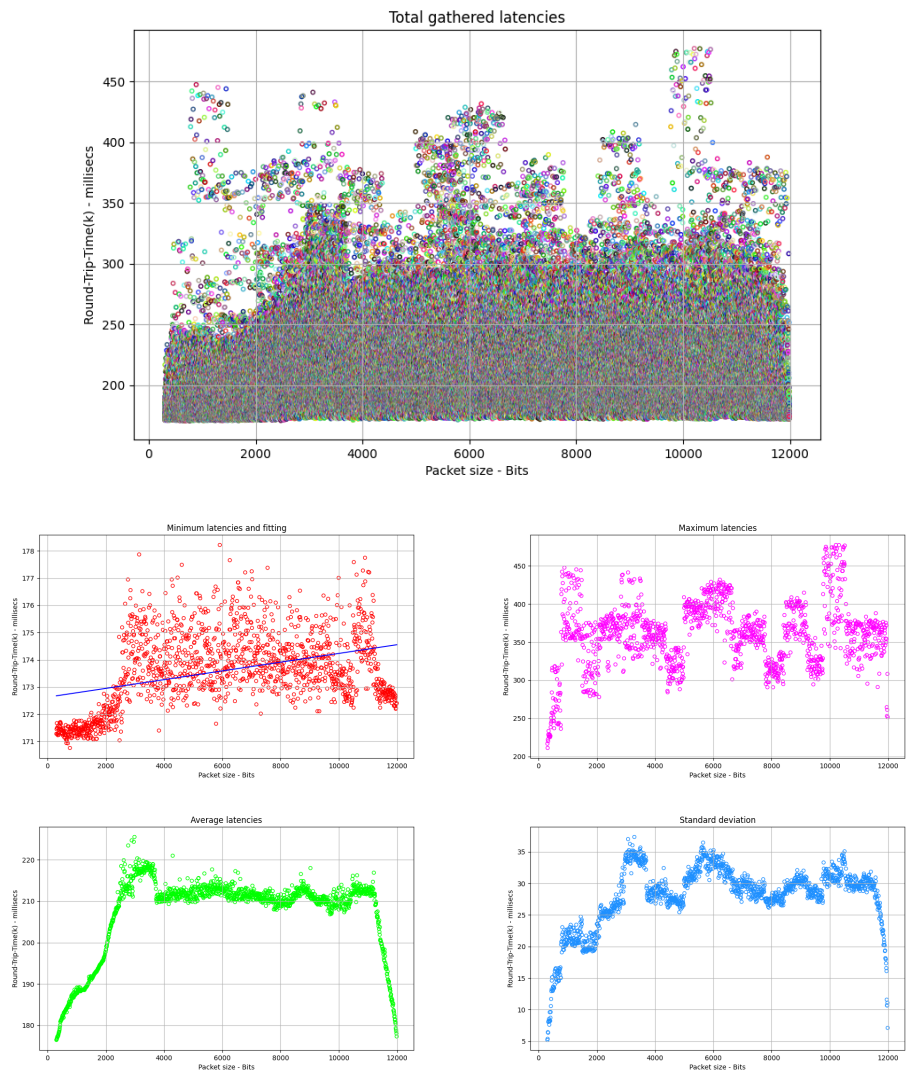 Total gathered latencies
Round-Trip-Time(k) - millisecs
450
400
350
300
250
200
0 2000 4000 6000 8000 10000 12000
Packet size - Bits
Minimum latencies and fitting
Round-Trip-Time(k) - millisecs
178
177
176
175
174
173
172
171
0 2000 4000 6000 8000 10000 12000
Packet size - Bits
Maximum latencies
Round-Trip-Time(k) - millisecs
450
400
350
300
250
200
0 2000 4000 6000 8000 10000 12000
Packet size - Bits
Average latencies
Round-Trip-Time(k) - millisecs
220
210
200
190
180
0 2000 4000 6000 8000 10000 12000
Packet size - Bits
Standard deviation
Round-Trip-Time(k) - millisecs
35
30
25
20
15
10
5
0 2000 4000 6000 8000 10000 12000
Packet size - Bits